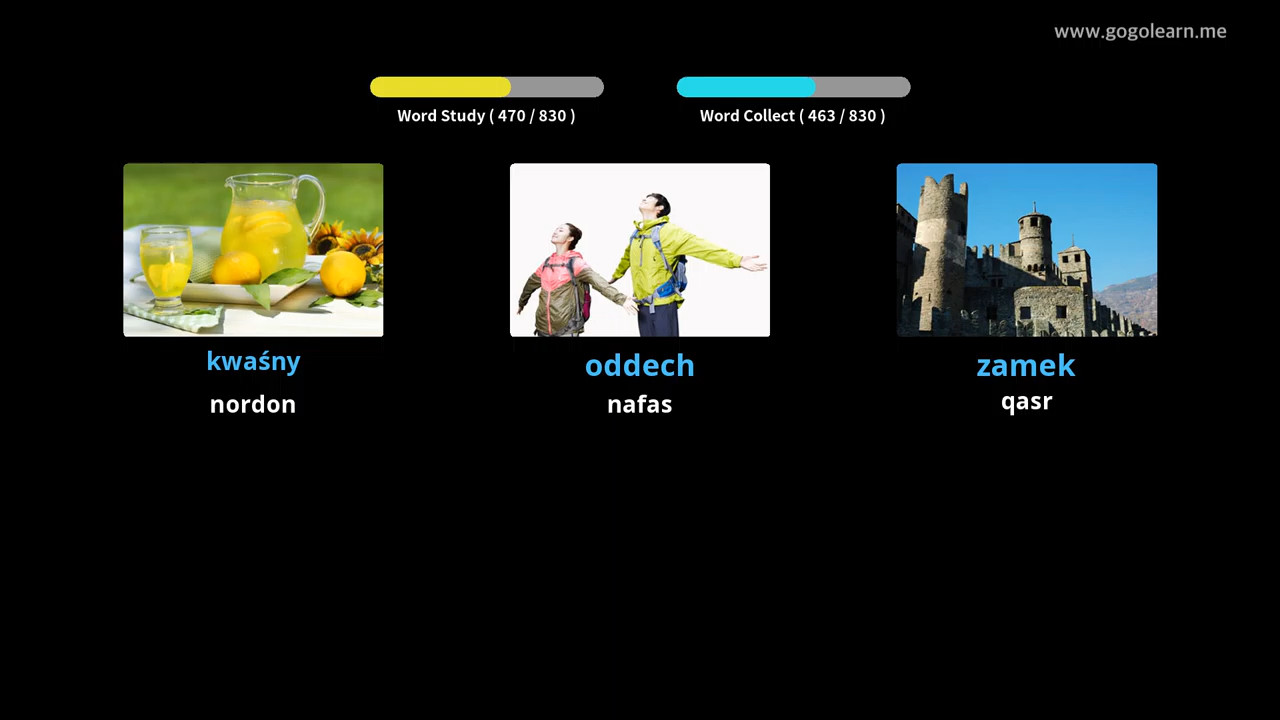 www.gogolearn.me
Word Study ( 470 / 830 )
Word Collect ( 463 / 830 )
kwaśny
nordon
oddech
nafas
zamek
qasr